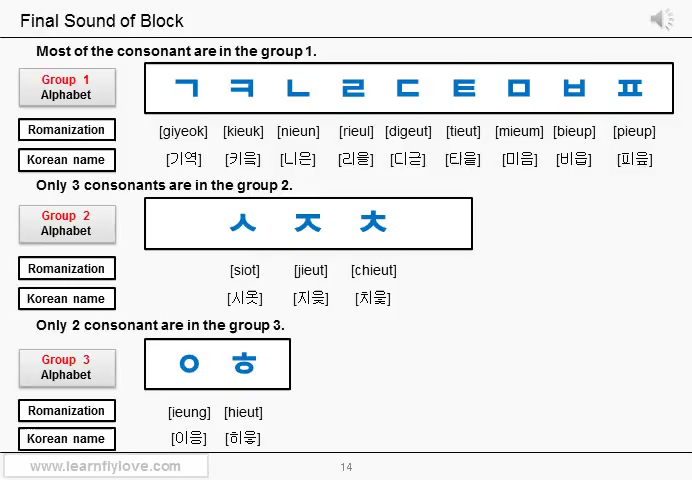 Final Sound of Block
Most of the consonant are in the group 1.
Group 1
Alphabet
ㄱ ㅋ ㄴ ㄹ ㄷ ㅌ ㅁ ㅂ ㅍ
Romanization
[giyeok] [kieuk] [nieun] [rieul] [digeut] [tieut] [mieum] [bieup] [pieup]
Korean name
[기역] [키읔] [니은] [리을] [디귿] [티읕] [미음] [비읍] [피읖]
Only 3 consonants are in the group 2.
Group 2
Alphabet
ㅅ ㅈ ㅊ
Romanization
[siot] [jieut] [chieut]
Korean name
[시옷] [지읒] [치읓]
Only 2 consonant are in the group 3.
Group 3
Alphabet
ㅇ ㅎ
Romanization
[ieung] [hieut]
Korean name
[이응] [히읗]
www.learnflylove.com
14